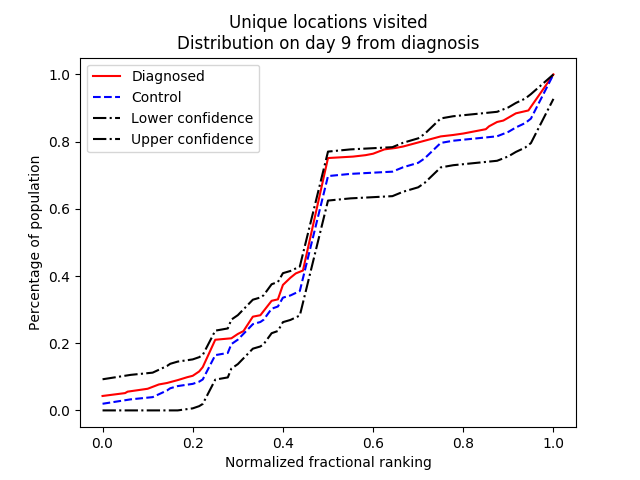 Unique locations visited
Distribution on day 9 from diagnosis
Diagnosed
Control
Lower confidence
Upper confidence
Percentage of population
1.0
0.8
0.6
0.4
0.2
0.0
0.0 0.2 0.4 0.6 0.8 1.0
Normalized fractional ranking